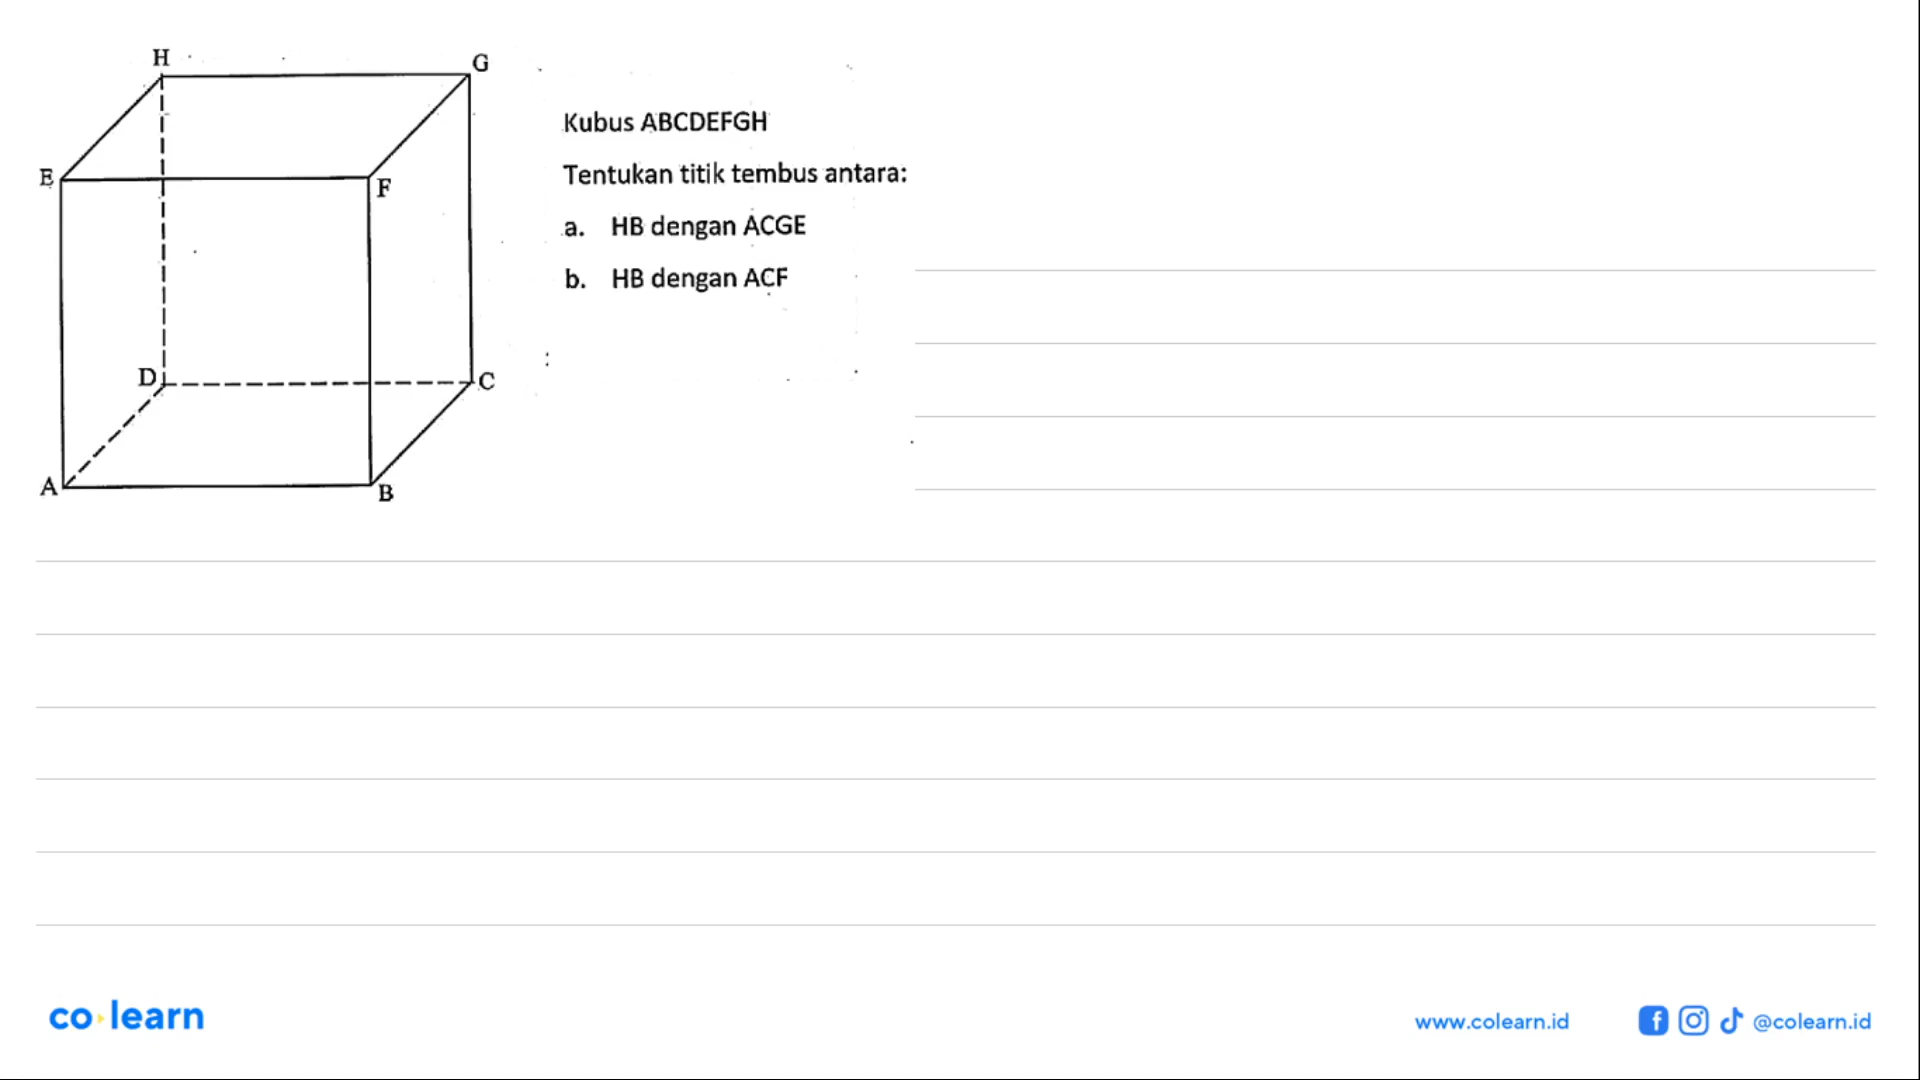 H
G
Kubus ABCDEFGH
Tentukan titik tembus antara:
E
F
a. HB dengan ACGE
b. HB dengan ACF
D
C
A
B
co learn
www.colearn.id
@colearn.id